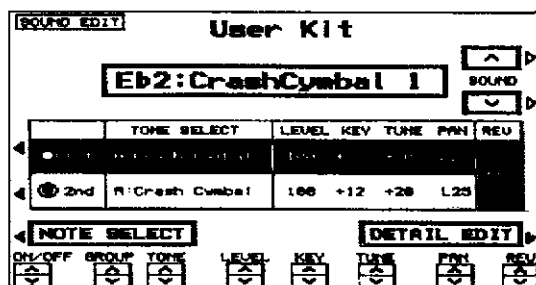 SOUND EDIT
User Kit
Eb2:CrashCymbal 1
SOUND
TONE SELECT LEVEL KEY TUNE PAN REV
2nd A:Crash Cymbal 100 +12 +20 L25
NOTE SELECT DETAIL EDIT
ON/OFF GROUP TONE LEVEL KEY TUNE PAN REV